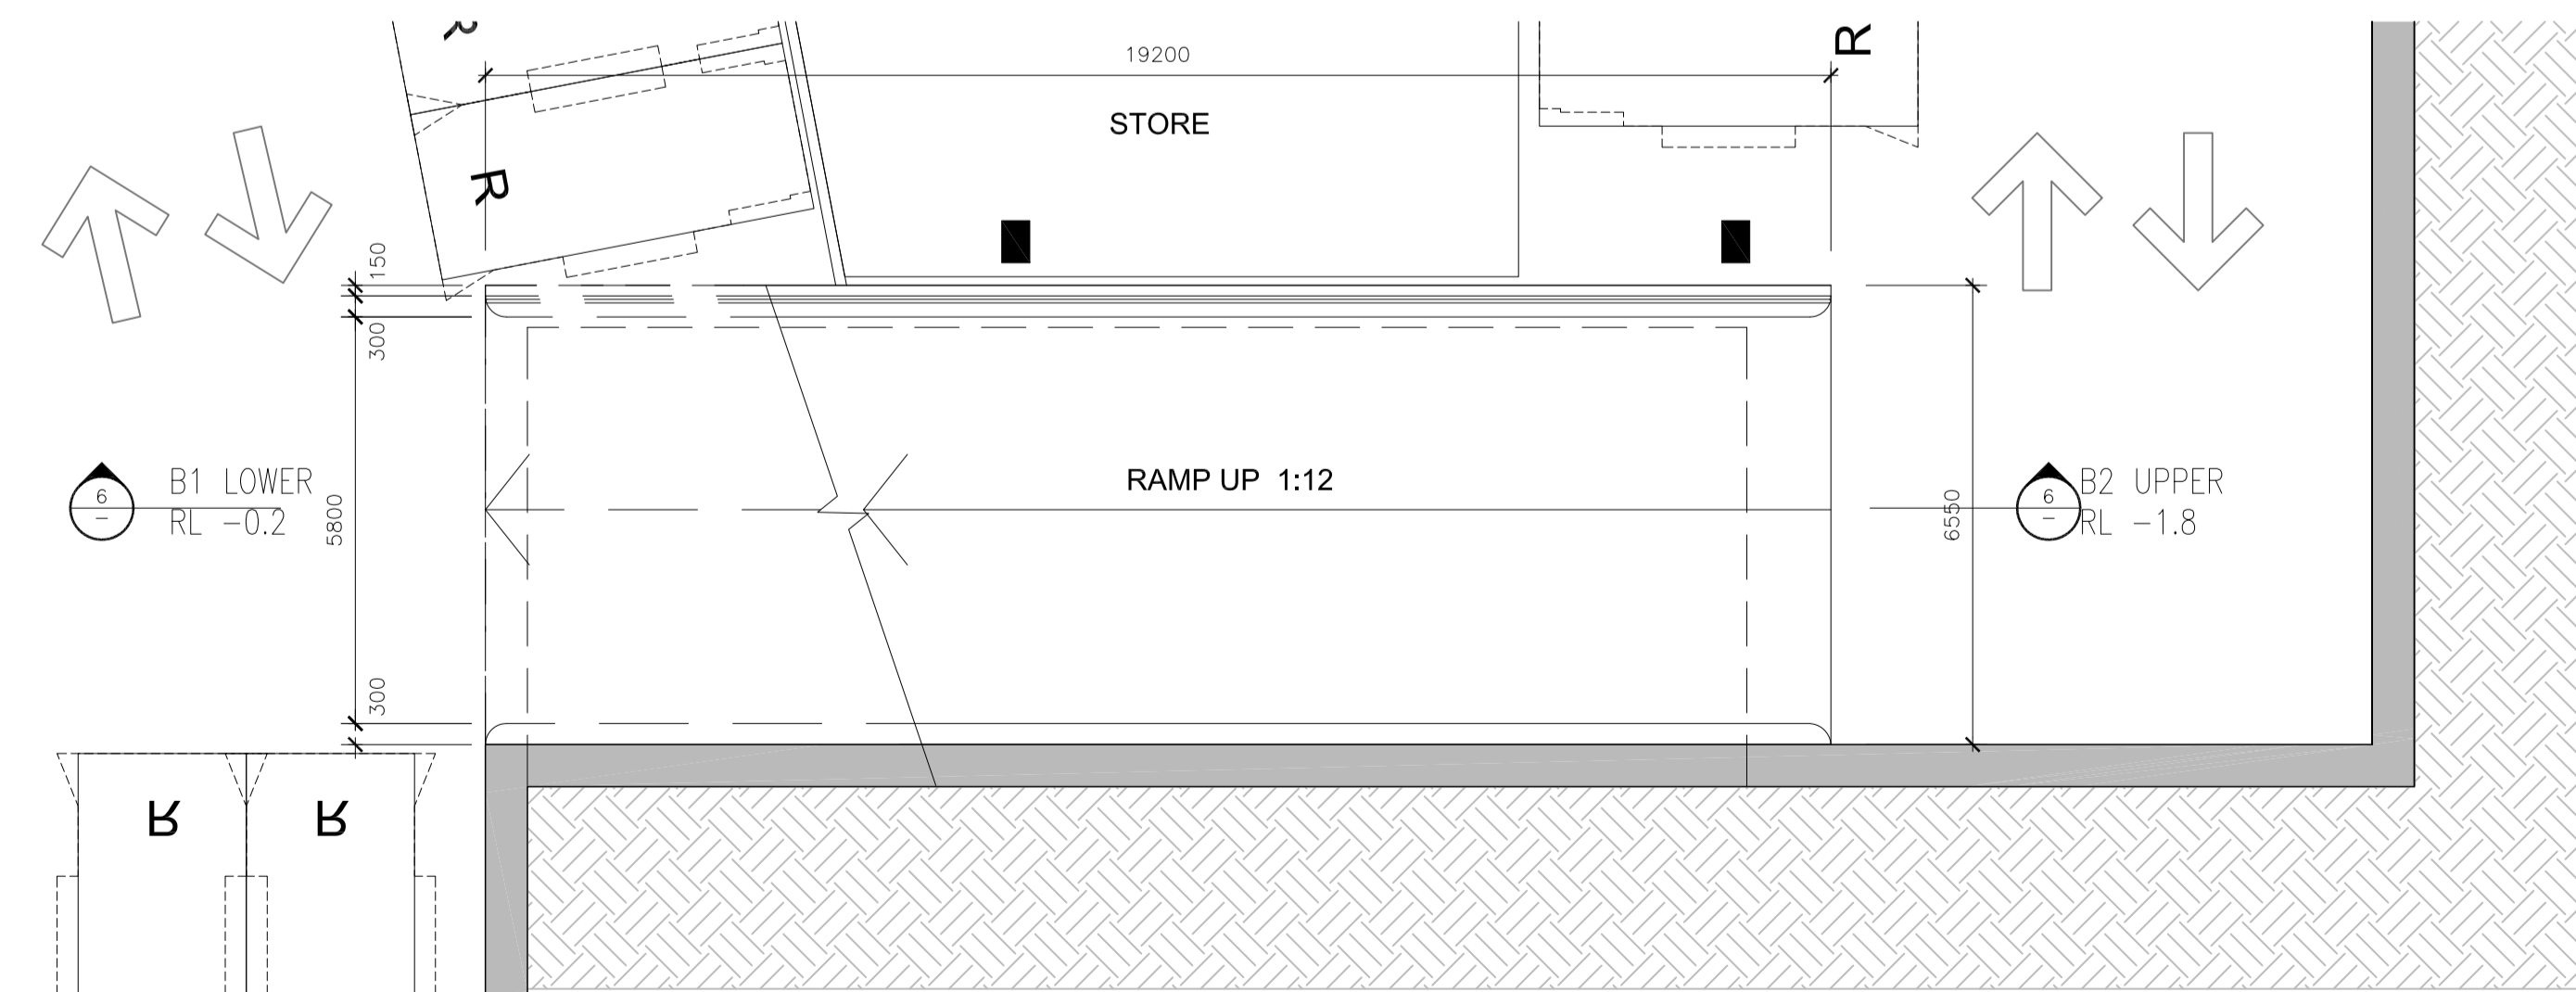 R
19200
R
STORE
R
150
300
RAMP UP 1:12
6
–
B1 LOWER
RL -0.2
5800
6550
6
–
B2 UPPER
RL -1.8
300
R
R